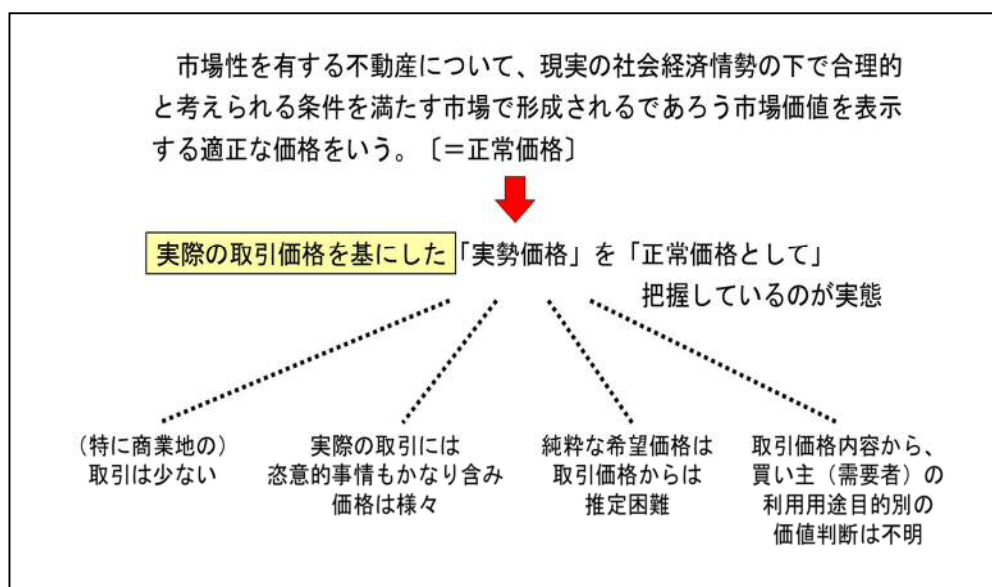 市場性を有する不動産について、現実の社会経済情勢の下で合理的
と考えられる条件を満たす市場で形成されるであろう市場価値を表示
する適正な価格をいう。〔＝正常価格〕
実際の取引価格を基にした「実勢価格」を「正常価格として」
把握しているのが実態
（特に商業地の）
取引は少ない
実際の取引には
恣意的事情もかなり含み
価格は様々
純粋な希望価格は
取引価格からは
推定困難
取引価格内容から、
買い主（需要者）の
利用用途目的別の
価値判断は不明